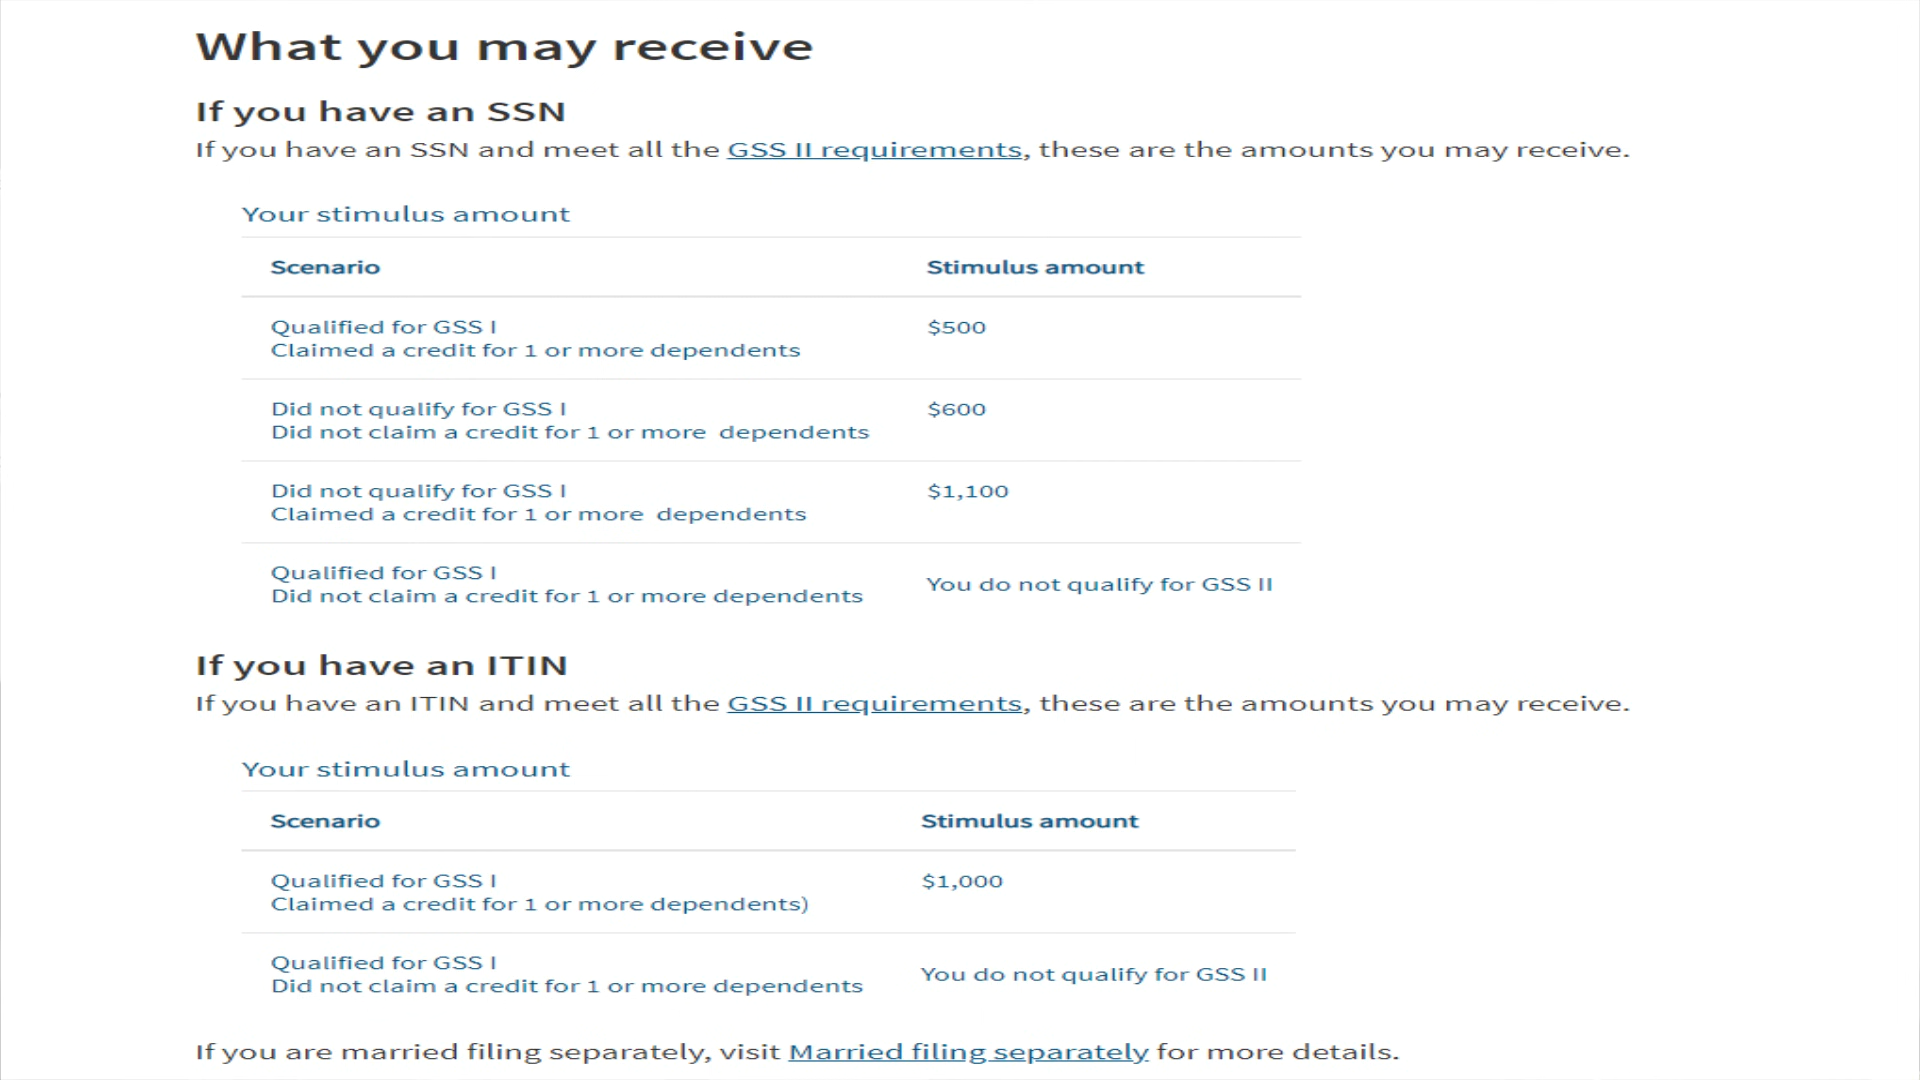 What you may receive
If you have an SSN
If you have an SSN and meet all the GSS II requirements, these are the amounts you may receive.
Your stimulus amount
Scenario Stimulus amount
Qualified for GSS I $500
Claimed a credit for 1 or more dependents
Did not qualify for GSS I $600
Did not claim a credit for 1 or more dependents
Did not qualify for GSS I $1,100
Claimed a credit for 1 or more dependents
Qualified for GSS I
Did not claim a credit for 1 or more dependents You do not qualify for GSS II
If you have an ITIN
If you have an ITIN and meet all the GSS II requirements, these are the amounts you may receive.
Your stimulus amount
Scenario Stimulus amount
Qualified for GSS I $1,000
Claimed a credit for 1 or more dependents)
Qualified for GSS I
Did not claim a credit for 1 or more dependents You do not qualify for GSS II
If you are married filing separately, visit Married filing separately for more details.